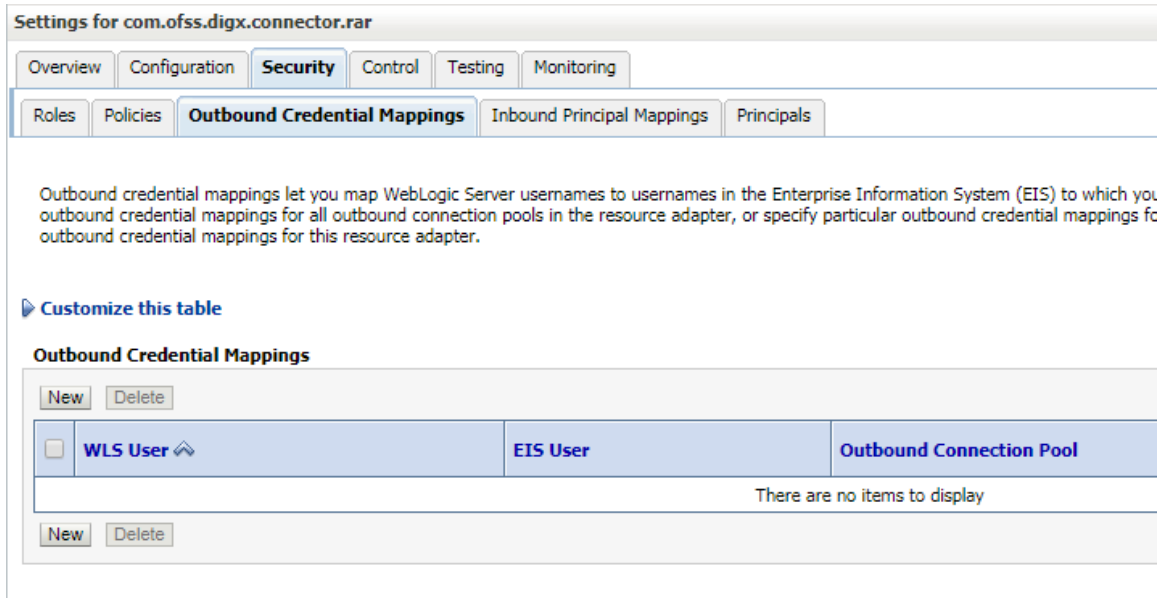 Settings for com.ofss.digx.connector.rar
Overview Configuration Security Control Testing Monitoring
Roles Policies Outbound Credential Mappings Inbound Principal Mappings Principals
Outbound credential mappings let you map WebLogic Server usernames to usernames in the Enterprise Information System (EIS) to which you
outbound credential mappings for all outbound connection pools in the resource adapter, or specify particular outbound credential mappings fo
outbound credential mappings for this resource adapter.
Customize this table
Outbound Credential Mappings
New Delete
WLS User EIS User Outbound Connection Pool
There are no items to display
New Delete